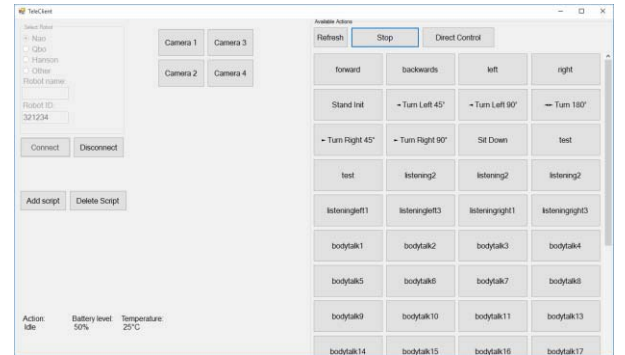 TeleClient
Select Robot
Nao
Qbo
Hanson
Other
Robot name:
Robot ID:
321234
Connect Disconnect
Camera 1 Camera 3
Camera 2 Camera 4
Add script Delete Script
Action: Battery level: Temperature:
Idle 50% 25°C
Available Actions
Refresh Stop Direct Control
forward backwards left right
Stand Init Turn Left 45° Turn Left 90° Turn 180°
Turn Right 45° Turn Right 90° Sit Down test
test listening2 listening2 listening2
listeningleft1 listeningleft3 listeningright1 listeningright3
bodytalk1 bodytalk2 bodytalk3 bodytalk4
bodytalk5 bodytalk6 bodytalk7 bodytalk8
bodytalk9 bodytalk10 bodytalk11 bodytalk13
bodytalk14 bodytalk15 bodytalk16 bodytalk17